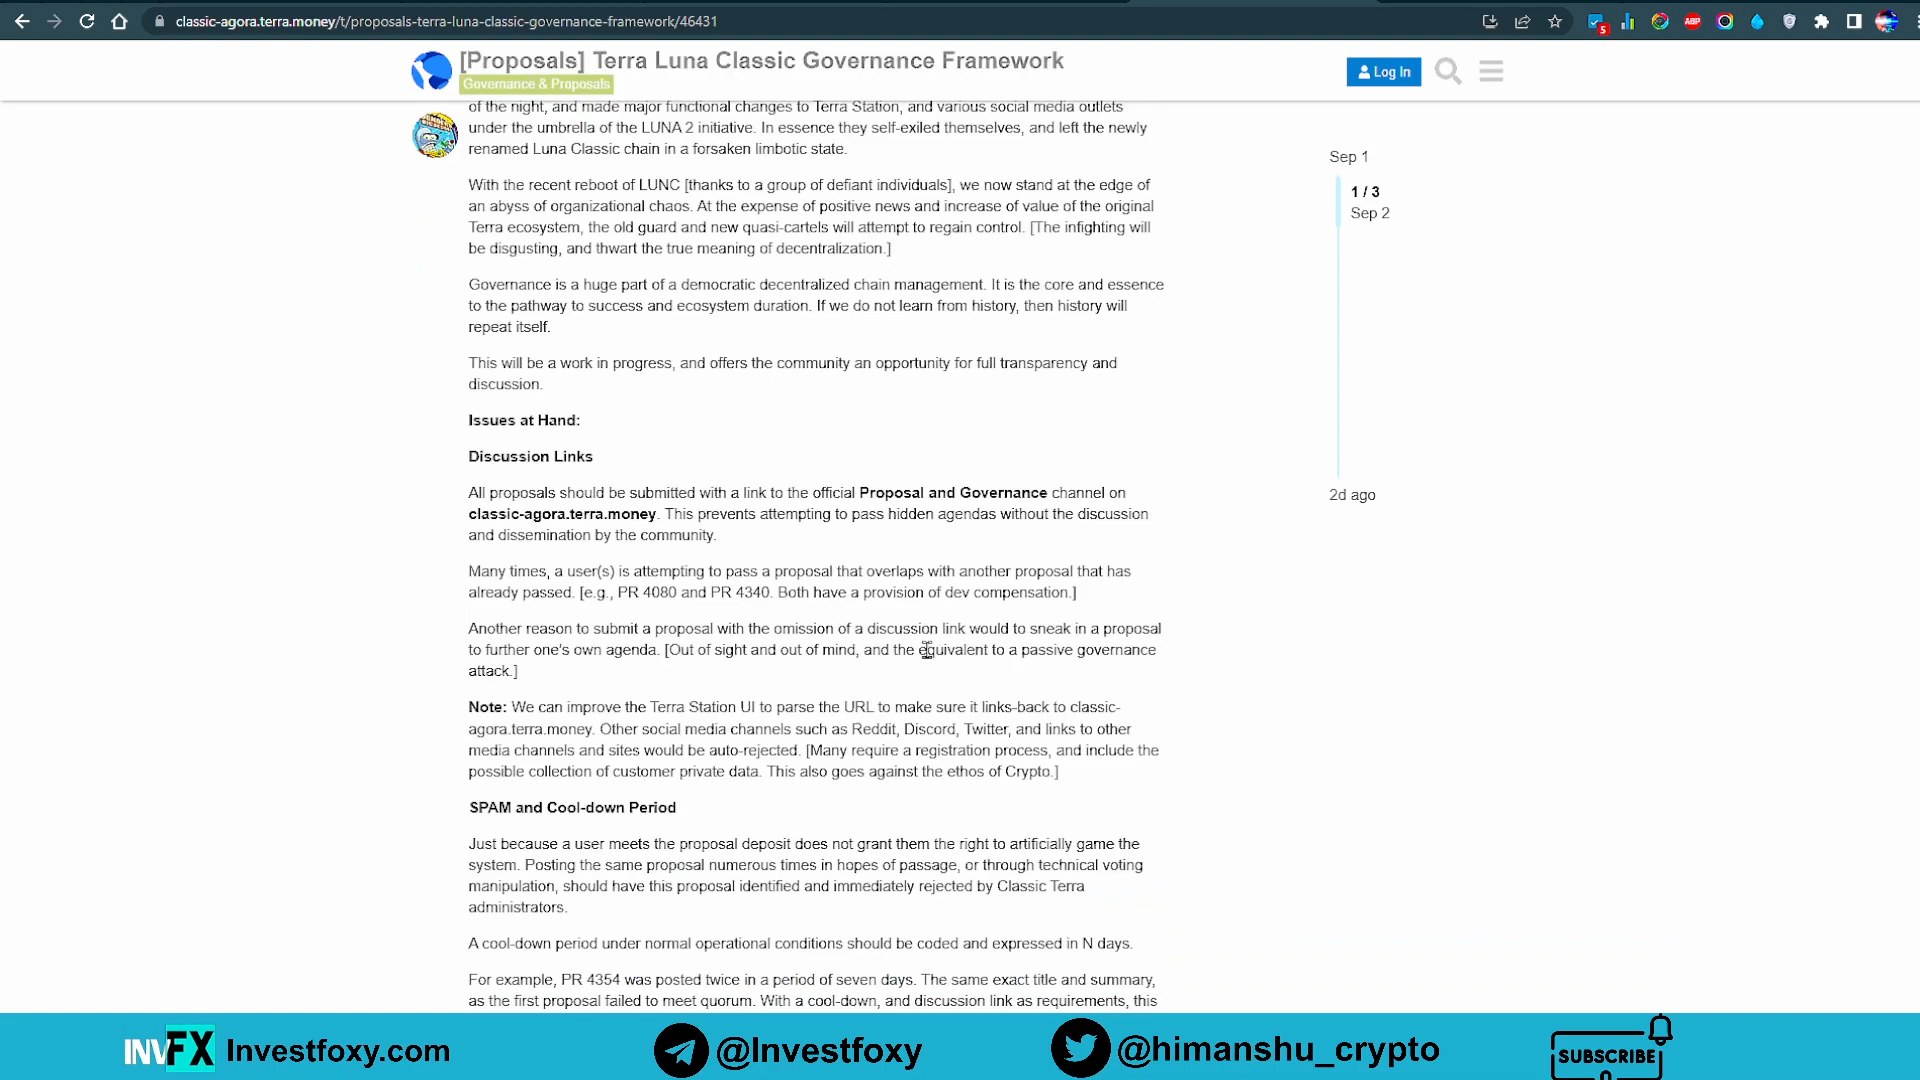 classic-agora.terra.money/t/proposals-terra-luna-classic-governance-framework/46431
5
ABP
[Proposals] Terra Luna Classic Governance Framework
Governance & Proposals
Log In
of the night, and made major functional changes to Terra Station, and various social media outlets
under the umbrella of the LUNA 2 initiative. In essence they self-exiled themselves, and left the newly
renamed Luna Classic chain in a forsaken limbotic state.
With the recent reboot of LUNC [thanks to a group of defiant individuals], we now stand at the edge of
an abyss of organizational chaos. At the expense of positive news and increase of value of the original
Terra ecosystem, the old guard and new quasi-cartels will attempt to regain control. [The infighting will
be disgusting, and thwart the true meaning of decentralization.]
Governance is a huge part of a democratic decentralized chain management. It is the core and essence
to the pathway to success and ecosystem duration. If we do not learn from history, then history will
repeat itself.
This will be a work in progress, and offers the community an opportunity for full transparency and
discussion.
Issues at Hand:
Discussion Links
All proposals should be submitted with a link to the official Proposal and Governance channel on
classic-agora.terra.money. This prevents attempting to pass hidden agendas without the discussion
and dissemination by the community.
Many times, a user(s) is attempting to pass a proposal that overlaps with another proposal that has
already passed. [e.g., PR 4080 and PR 4340. Both have a provision of dev compensation.]
Another reason to submit a proposal with the omission of a discussion link would to sneak in a proposal
to further one's own agenda. [Out of sight and out of mind, and the equivalent to a passive governance
attack.]
Note: We can improve the Terra Station UI to parse the URL to make sure it links-back to classic-
agora.terra.money. Other social media channels such as Reddit, Discord, Twitter, and links to other
media channels and sites would be auto-rejected. [Many require a registration process, and include the
possible collection of customer private data. This also goes against the ethos of Crypto.]
SPAM and Cool-down Period
Just because a user meets the proposal deposit does not grant them the right to artificially game the
system. Posting the same proposal numerous times in hopes of passage, or through technical voting
manipulation, should have this proposal identified and immediately rejected by Classic Terra
administrators.
A cool-down period under normal operational conditions should be coded and expressed in N days.
For example, PR 4354 was posted twice in a period of seven days. The same exact title and summary,
as the first proposal failed to meet quorum. With a cool-down, and discussion link as requirements, this
Sep 1
1 / 3
Sep 2
2d ago
INVFX Investfoxy.com
@Investfoxy
@himanshu_crypto
SUBSCRIBE